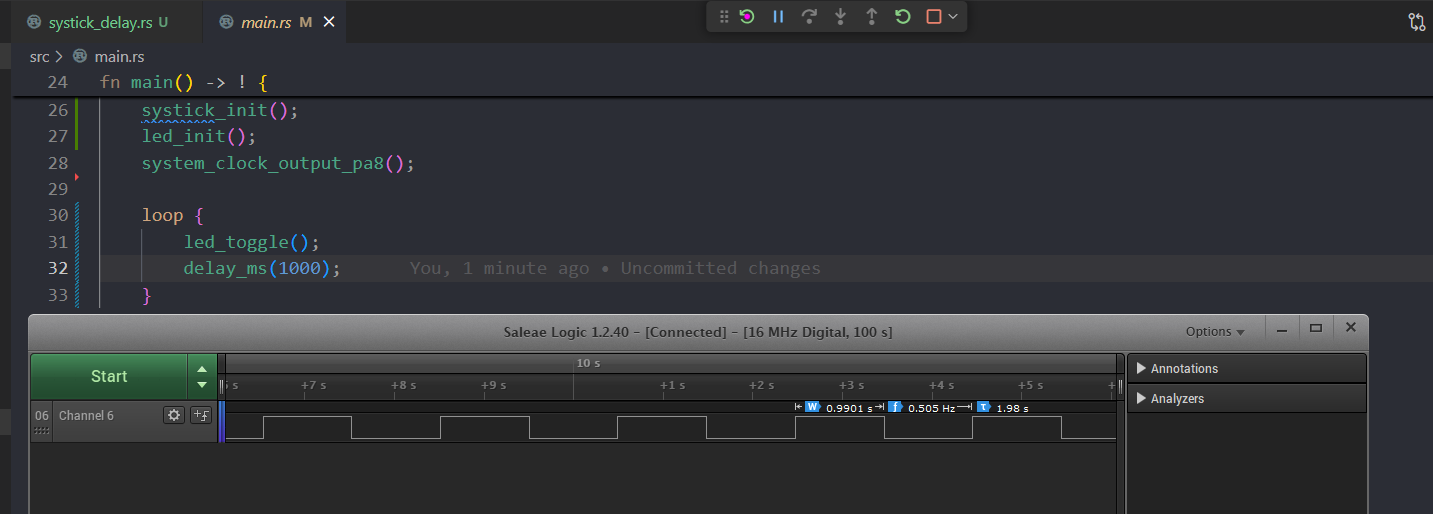 systick_delay.rs U main.rs M
src > main.rs
24 fn main() -> ! {
26 systick_init();
27 led_init();
28 system_clock_output_pa8();
29
30 loop {
31 led_toggle();
32 delay_ms(1000); You, 1 minute ago • Uncommitted changes
33 }
Saleae Logic 1.2.40 - [Connected] - [16 MHz Digital, 100 s] Options
Start
10 s
s +7 s +8 s +9 s +1 s +2 s +3 s +4 s +5 s +
06 Channel 6
W 0.9901 s f 0.505 Hz τ 1.98 s
Annotations
Analyzers